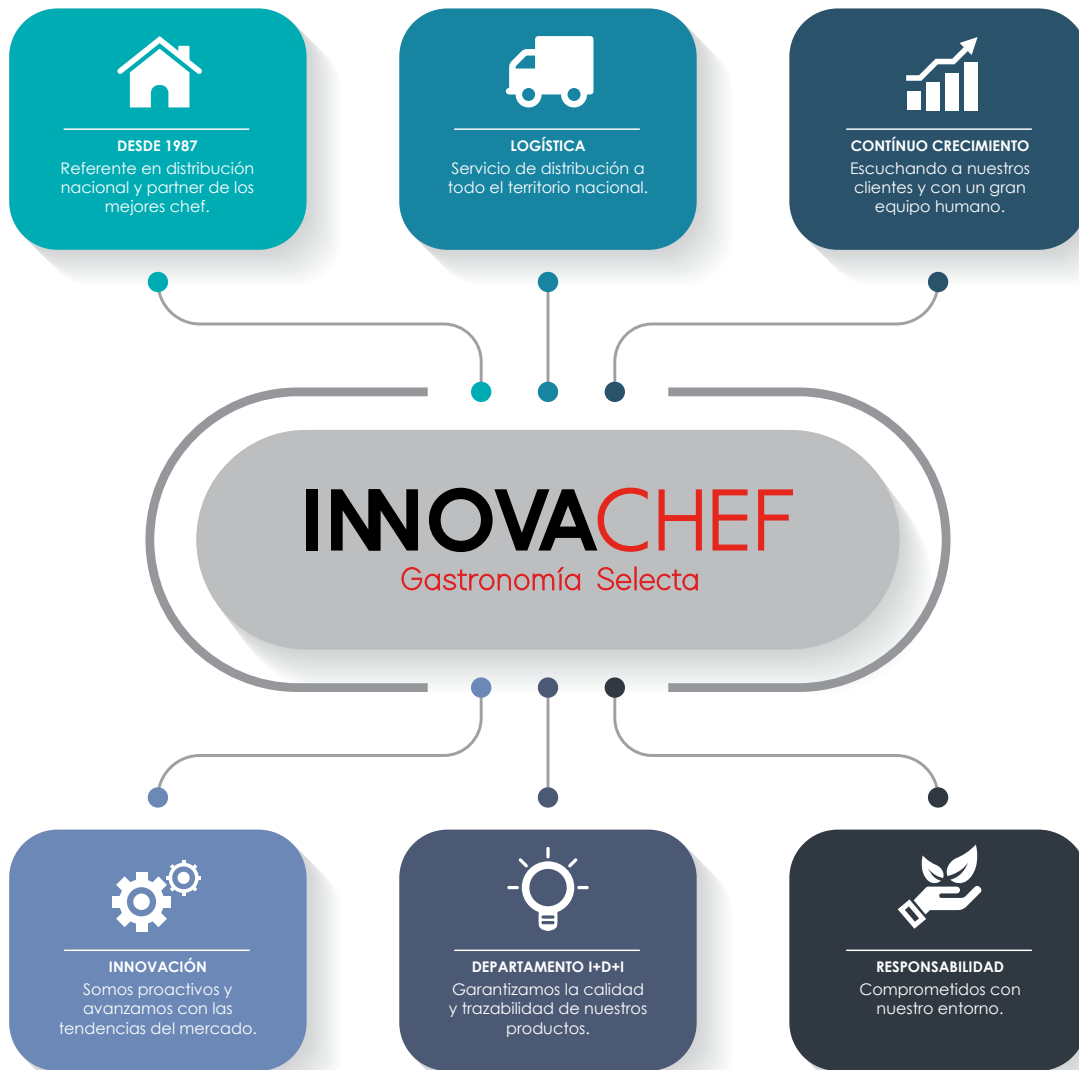 DESDE 1987
Referente en distribución
nacional y partner de los
mejores chef.
LOGÍSTICA
Servicio de distribución a
todo el territorio nacional.
CONTÍNUO CRECIMIENTO
Escuchando a nuestros
clientes y con un gran
equipo humano.
INNOVACHEF
Gastronomía Selecta
INNOVACIÓN
Somos proactivos y
avanzamos con las
tendencias del mercado.
DEPARTAMENTO I+D+I
Garantizamos la calidad
y trazabilidad de nuestros
productos.
RESPONSABILIDAD
Comprometidos con
nuestro entorno.